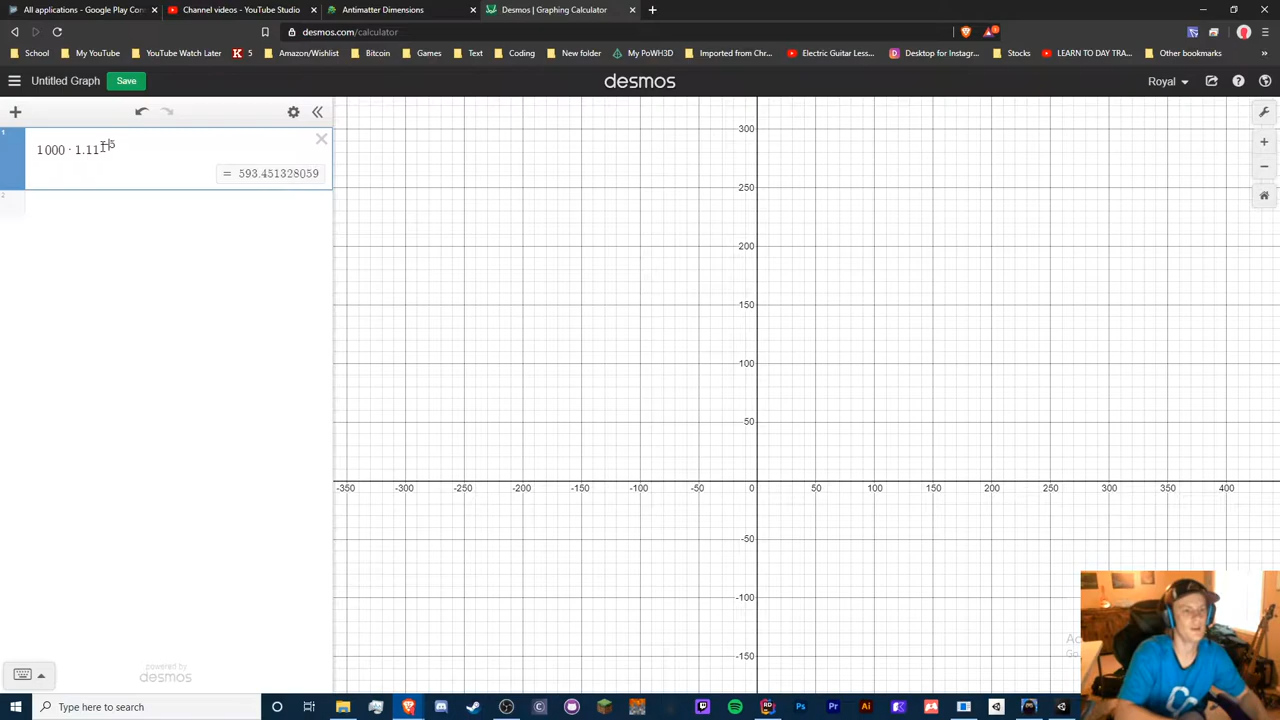 All applications - Google Play Con
Channel videos - YouTube Studio
Antimatter Dimensions
Desmos | Graphing Calculator
desmos.com/calculator
School
My YouTube
YouTube Watch Later
K 5
Amazon/Wishlist
Bitcoin
Games
Text
Coding
New folder
My PoWH3D
Imported from Chr...
Electric Guitar Less...
Desktop for Instagr...
Stocks
LEARN TO DAY TRA...
Other Bookmarks
Untitled Graph
Save
desmos
Royal
1
1000 · 1.11
= 593.451328059
2
300
250
200
150
100
50
-350 -300 -250 -200 -150 -100 -50 0 50 100 150 200 250 300 350 400
-50
-100
-150
powered by
desmos
Type here to search